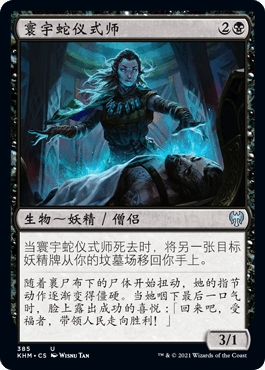 寰宇蛇仪式师 2
生物~妖精 / 僧侣
当寰宇蛇仪式师死去时，将另一张目标
妖精牌从你的坟墓场移回你手上。
随着裹尸布下的尸体开始扭动，她的指节
动作逐渐变得僵硬。当她咽下最后一口气
时，脸上露出成功的喜悦：「回来吧，受
福者，带领人民走向胜利！」
3/1
385 U
KHM • CS WISNU TAN
™ & © 2021 Wizards of the Coast